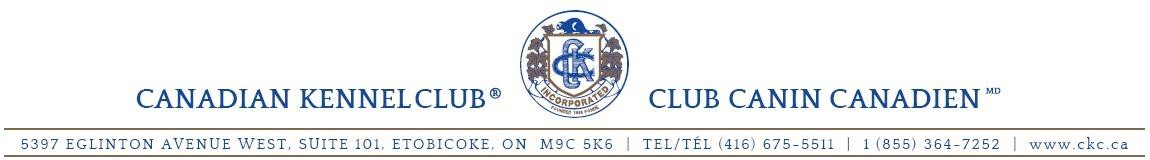 CANADIAN KENNEL CLUB® CLUB CANIN CANADIEN MD
CKC
INCORPORATED
5397 EGLINTON AVENUE WEST, SUITE 101, ETOBICOKE, ON M9C 5K6 | TEL/TÉL (416) 675-5511 | 1 (855) 364-7252 | www.ckc.ca